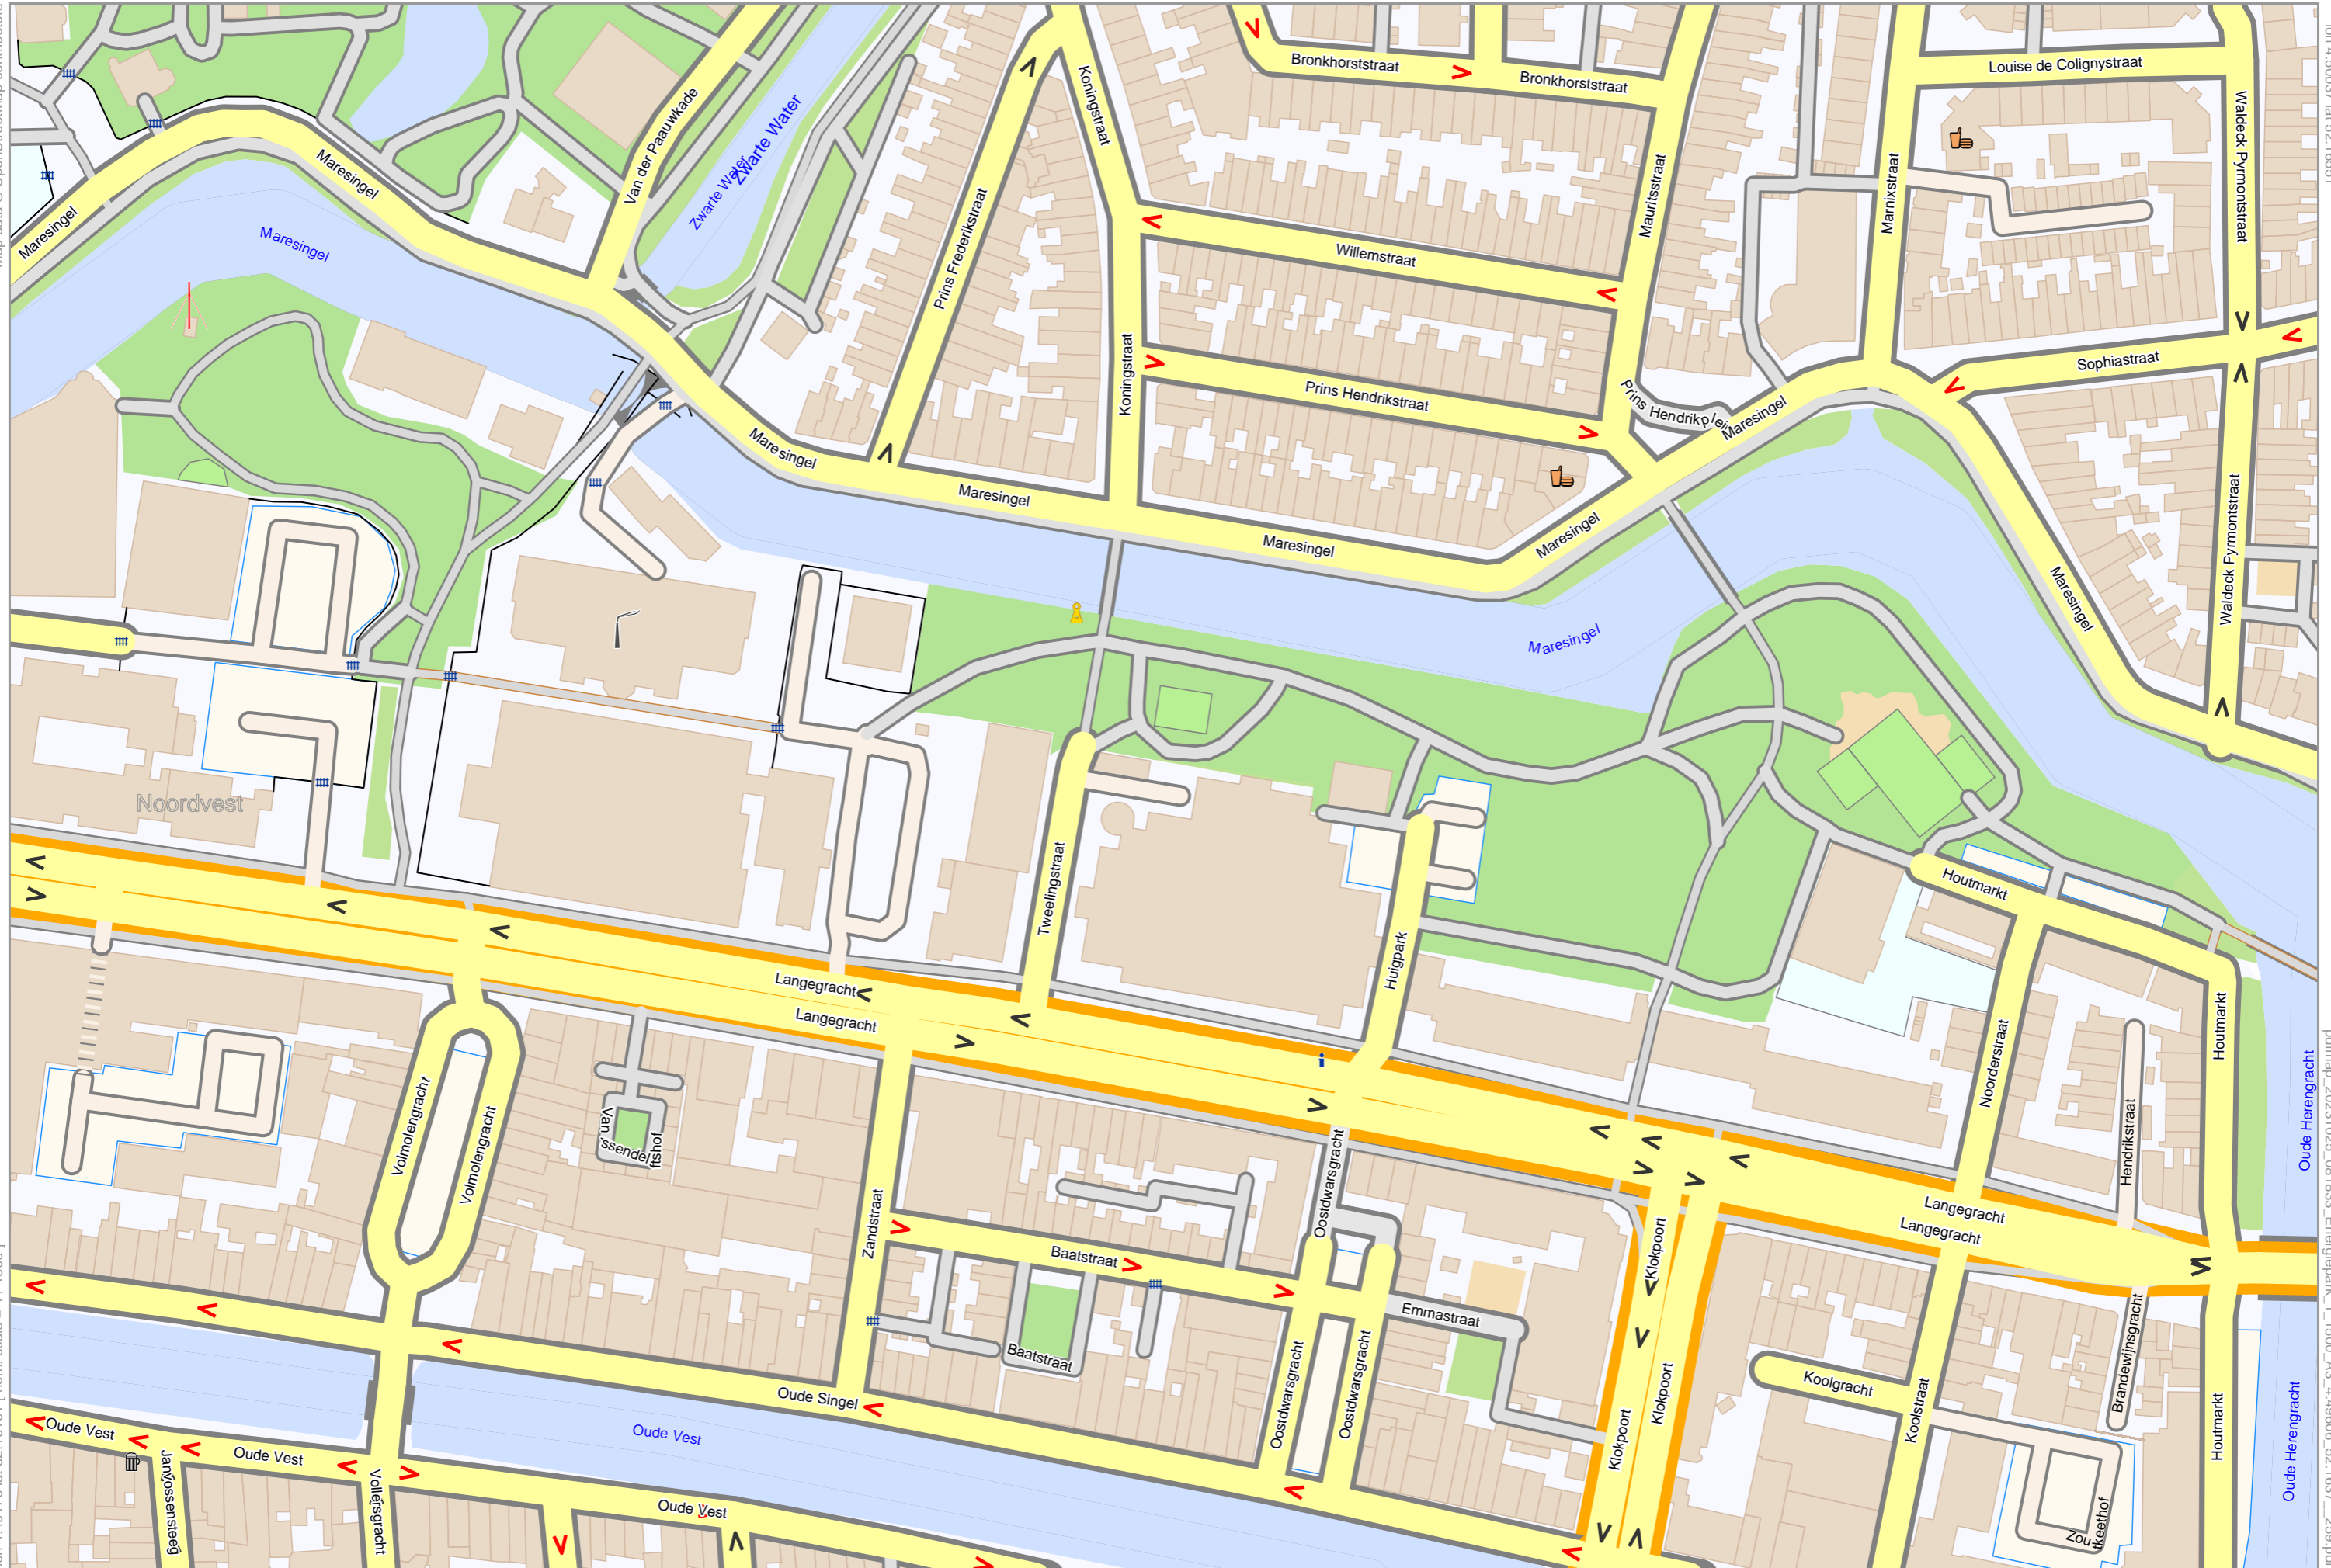 Bronkhorststraat
Bronkhorststraat
Louise de Colignystraat
Koningstraat
Van der Paauwkade
Zwarte Water
Zwarte Water
Waldeck Pyrmontstraat
Maresingel
Maresingel
Maresingel
Prins Frederikstraat
Mauritsstraat
Marnixstraat
Willemstraat
Koningstraat
Prins Hendrikstraat
Prins Hendrikplein
Maresingel
Sophiastraat
Maresingel
Maresingel
Maresingel
Maresingel
Maresingel
Maresingel
Waldeck Pyrmontstraat
Noordvest
Tweelingstraat
Huigpark
Houtmarkt
Langegracht
Langegracht
Houtmarkt
Noorderstraat
Hendrikstraat
Oude Herengracht
Volmolengracht
Volmolengracht
Zandstraat
Oostdwarsgracht
Baatstraat
Baatstraat
Emmastraat
Klokpoort
Langegracht
Langegracht
Oostdwarsgracht
Oostdwarsgracht
Klokpoort
Klokpoort
Koolgracht
Koolstraat
Brandewijnsgracht
Houtmarkt
Oude Herengracht
Oude Singel
Oude Vest
Oude Vest
Oude Vest
Oude Vest
Janvossensteeg
Vollersgracht
Zoutkeethof